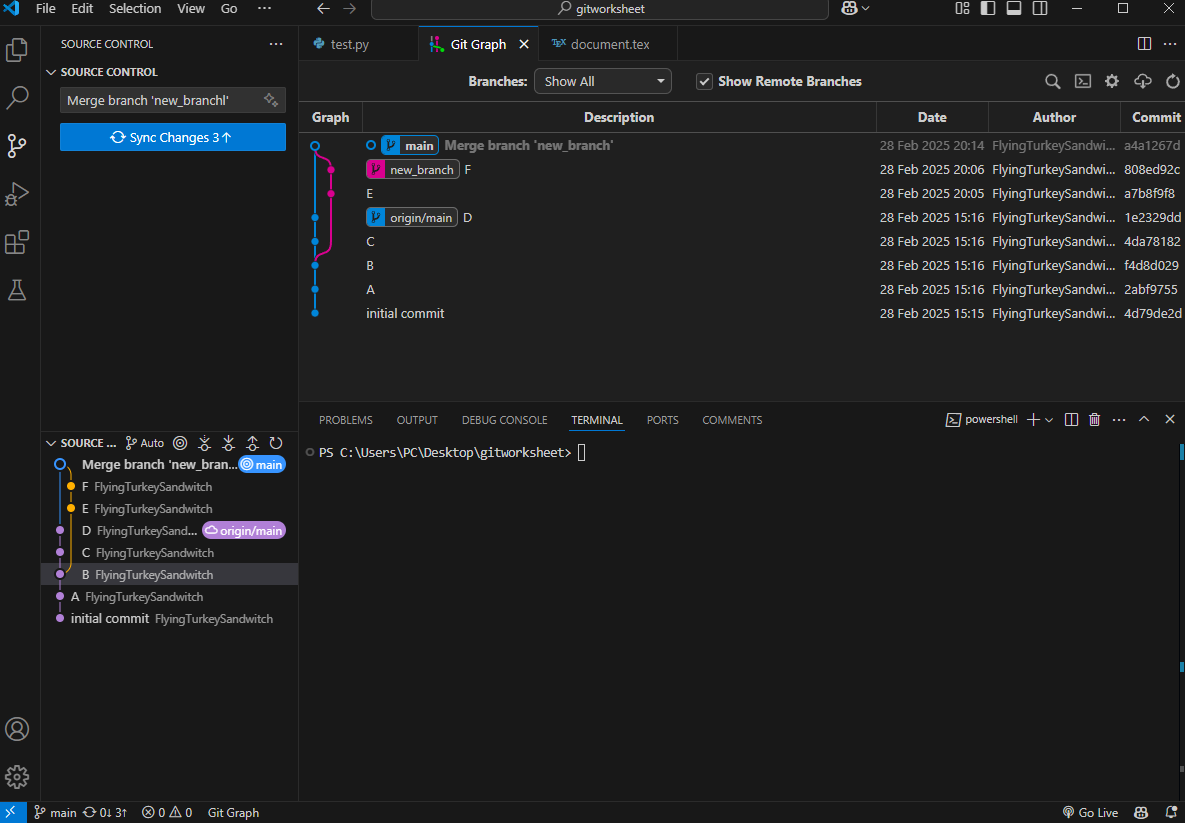 File Edit Selection View Go ··· gitworksheet
SOURCE CONTROL ···
SOURCE CONTROL
Merge branch 'new_branchl'
Sync Changes 3↑
test.py Git Graph TEX document.tex ···
Branches: Show All Show Remote Branches
Graph Description Date Author Commit
main Merge branch 'new_branch' 28 Feb 2025 20:14 FlyingTurkeySandwi... a4a1267d
new_branch F 28 Feb 2025 20:06 FlyingTurkeySandwi... 808ed92c
E 28 Feb 2025 20:05 FlyingTurkeySandwi... a7b8f9f8
origin/main D 28 Feb 2025 15:16 FlyingTurkeySandwi... 1e2329dd
C 28 Feb 2025 15:16 FlyingTurkeySandwi... 4da78182
B 28 Feb 2025 15:16 FlyingTurkeySandwi... f4d8d029
A 28 Feb 2025 15:16 FlyingTurkeySandwi... 2abf9755
initial commit 28 Feb 2025 15:15 FlyingTurkeySandwi... 4d79de2d
PROBLEMS OUTPUT DEBUG CONSOLE TERMINAL PORTS COMMENTS powershell ···
PS C:\Users\PC\Desktop\gitworksheet>
SOURCE ... Auto
Merge branch 'new_bran... main
F FlyingTurkeySandwitch
E FlyingTurkeySandwitch
D FlyingTurkeySand... origin/main
C FlyingTurkeySandwitch
B FlyingTurkeySandwitch
A FlyingTurkeySandwitch
initial commit FlyingTurkeySandwitch
main 0↓ 3↑ 0 0 Git Graph Go Live